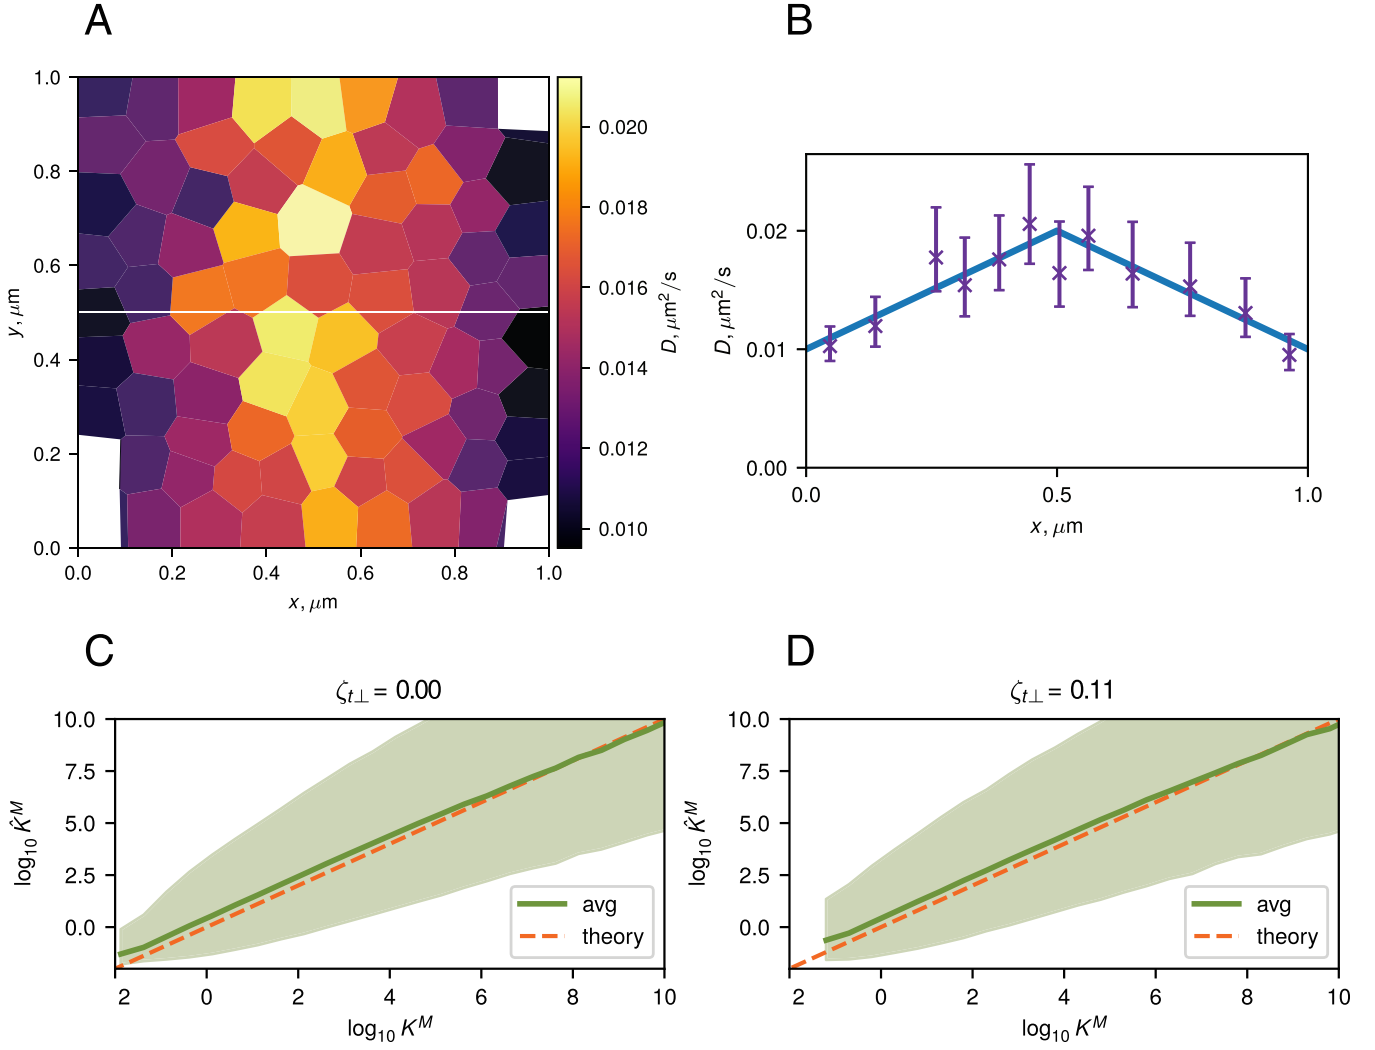 A
B
1.0
0.8
0.6
0.4
0.2
0.0
y, μm
0.0 0.2 0.4 0.6 0.8 1.0
x, μm
0.020
0.018
0.016
0.014
0.012
0.010
D, μm²/s
D, μm²/s
0.02
0.01
0.00
0.0 0.5 1.0
x, μm
C
ζt⊥ = 0.00
10.0
7.5
5.0
2.5
0.0
log10 K̂^M
avg
theory
2 0 2 4 6 8 10
log10 K^M
D
ζt⊥ = 0.11
10.0
7.5
5.0
2.5
0.0
log10 K̂^M
avg
theory
2 0 2 4 6 8 10
log10 K^M